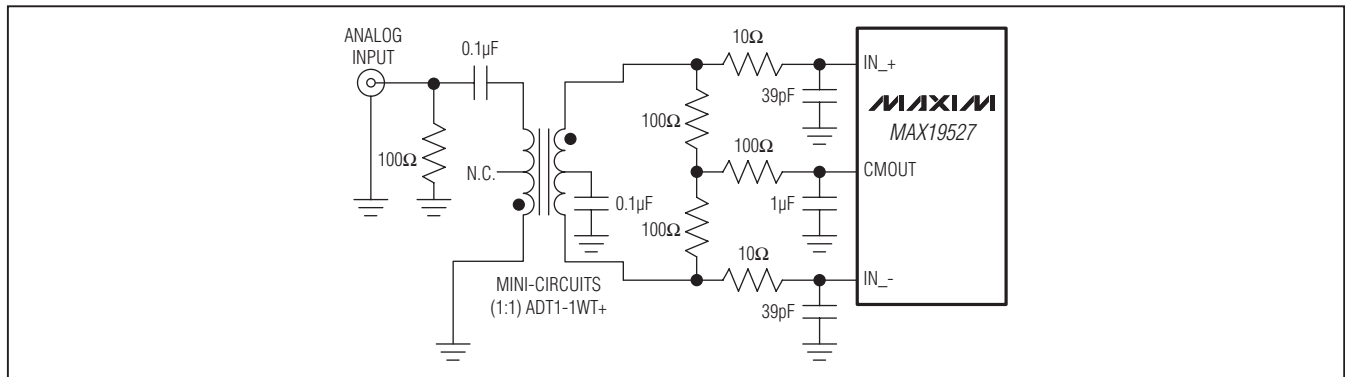 ANALOG
INPUT
0.1µF
100Ω
N.C.
0.1µF
MINI-CIRCUITS
(1:1) ADT1-1WT+
10Ω
39pF
100Ω
100Ω
1µF
100Ω
10Ω
39pF
IN_+
MAXIM
MAX19527
CMOUT
IN_-